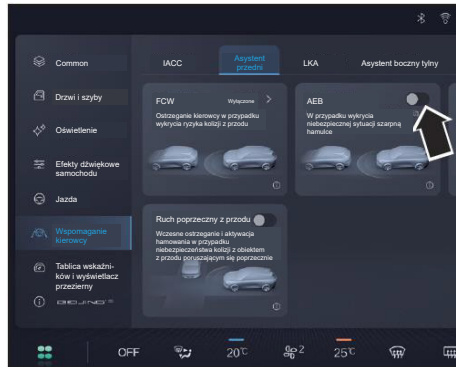 Common
Drzwi i szyby
Oświetlenie
Efekty dźwiękowe
samochodu
Jazda
Wspomaganie
kierowcy
Tablica wskaźni-
ków i wyświetlacz
przezierny
IACC
Asystent
przedni
LKA
Asystent boczny tylny
FCW
Wyłączone
Ostrzeganie kierowcy w przypadku
wykrycia ryzyka kolizji z przodu
AEB
W przypadku wykrycia
niebezpiecznej sytuacji szarpną
hamulce
Ruch poprzeczny z przodu
Wczesne ostrzeganie i aktywacja
hamowania w przypadku
niebezpieczeństwa kolizji z obiektem
z przodu poruszającym się poprzecznie
OFF
20°C
2
25°C